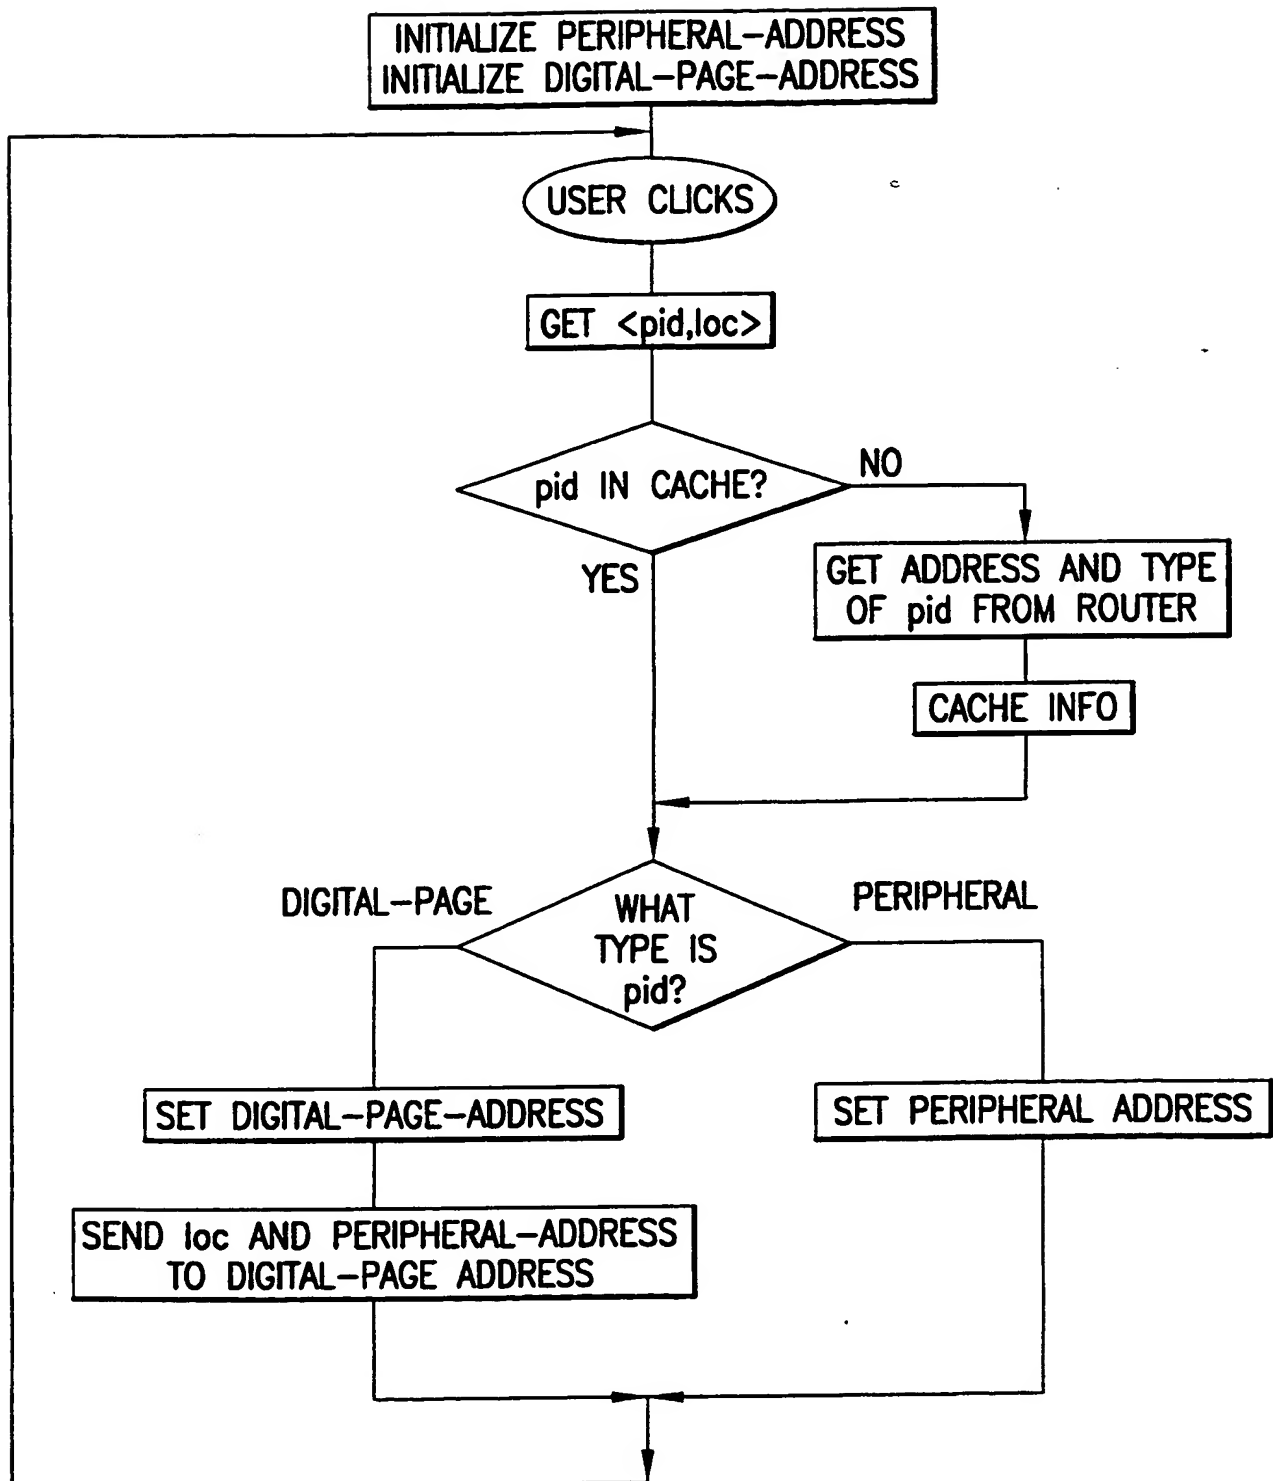 INITIALIZE PERIPHERAL-ADDRESS
INITIALIZE DIGITAL-PAGE-ADDRESS
USER CLICKS
GET <pid,loc>
pid IN CACHE?
NO
YES
GET ADDRESS AND TYPE
OF pid FROM ROUTER
CACHE INFO
DIGITAL-PAGE
WHAT
TYPE IS
pid?
PERIPHERAL
SET DIGITAL-PAGE-ADDRESS
SET PERIPHERAL ADDRESS
SEND loc AND PERIPHERAL-ADDRESS
TO DIGITAL-PAGE ADDRESS